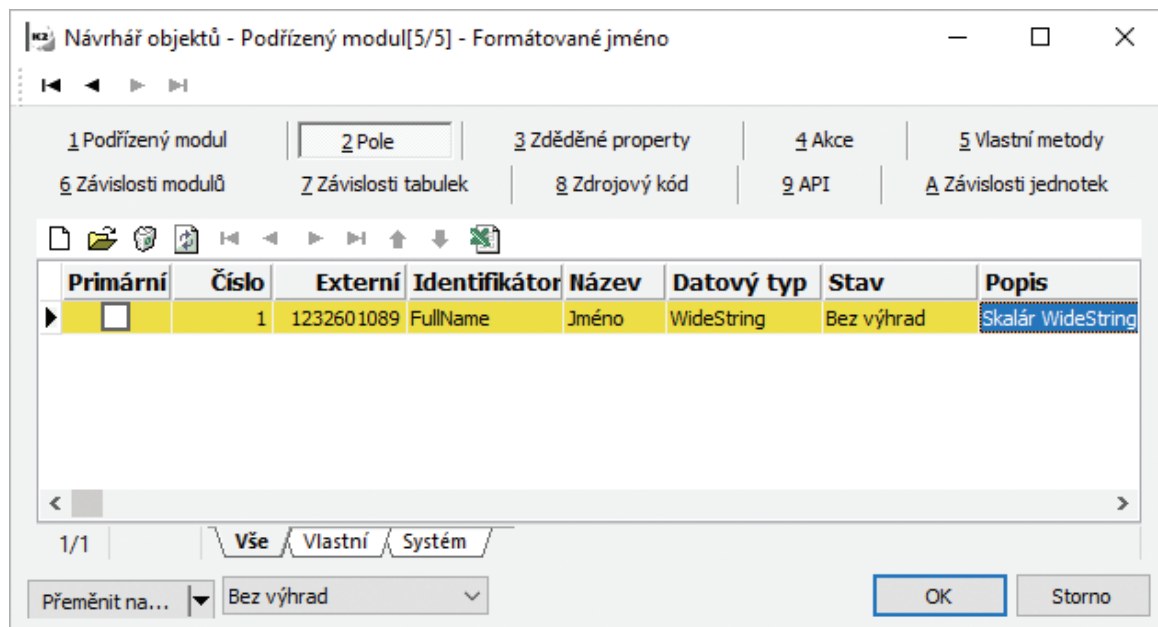 K2 Návrhář objektů - Podřízený modul[5/5] - Formátované jméno
1 Podřízený modul 2 Pole 3 Zděděné property 4 Akce 5 Vlastní metody
6 Závislosti modulů 7 Závislosti tabulek 8 Zdrojový kód 9 API A Závislosti jednotek
Primární Číslo Externí Identifikátor Název Datový typ Stav Popis
1 1232601089 FullName Jméno WideString Bez výhrad Skalár WideString
1/1 Vše Vlastní Systém
Přeměnit na... Bez výhrad OK Storno